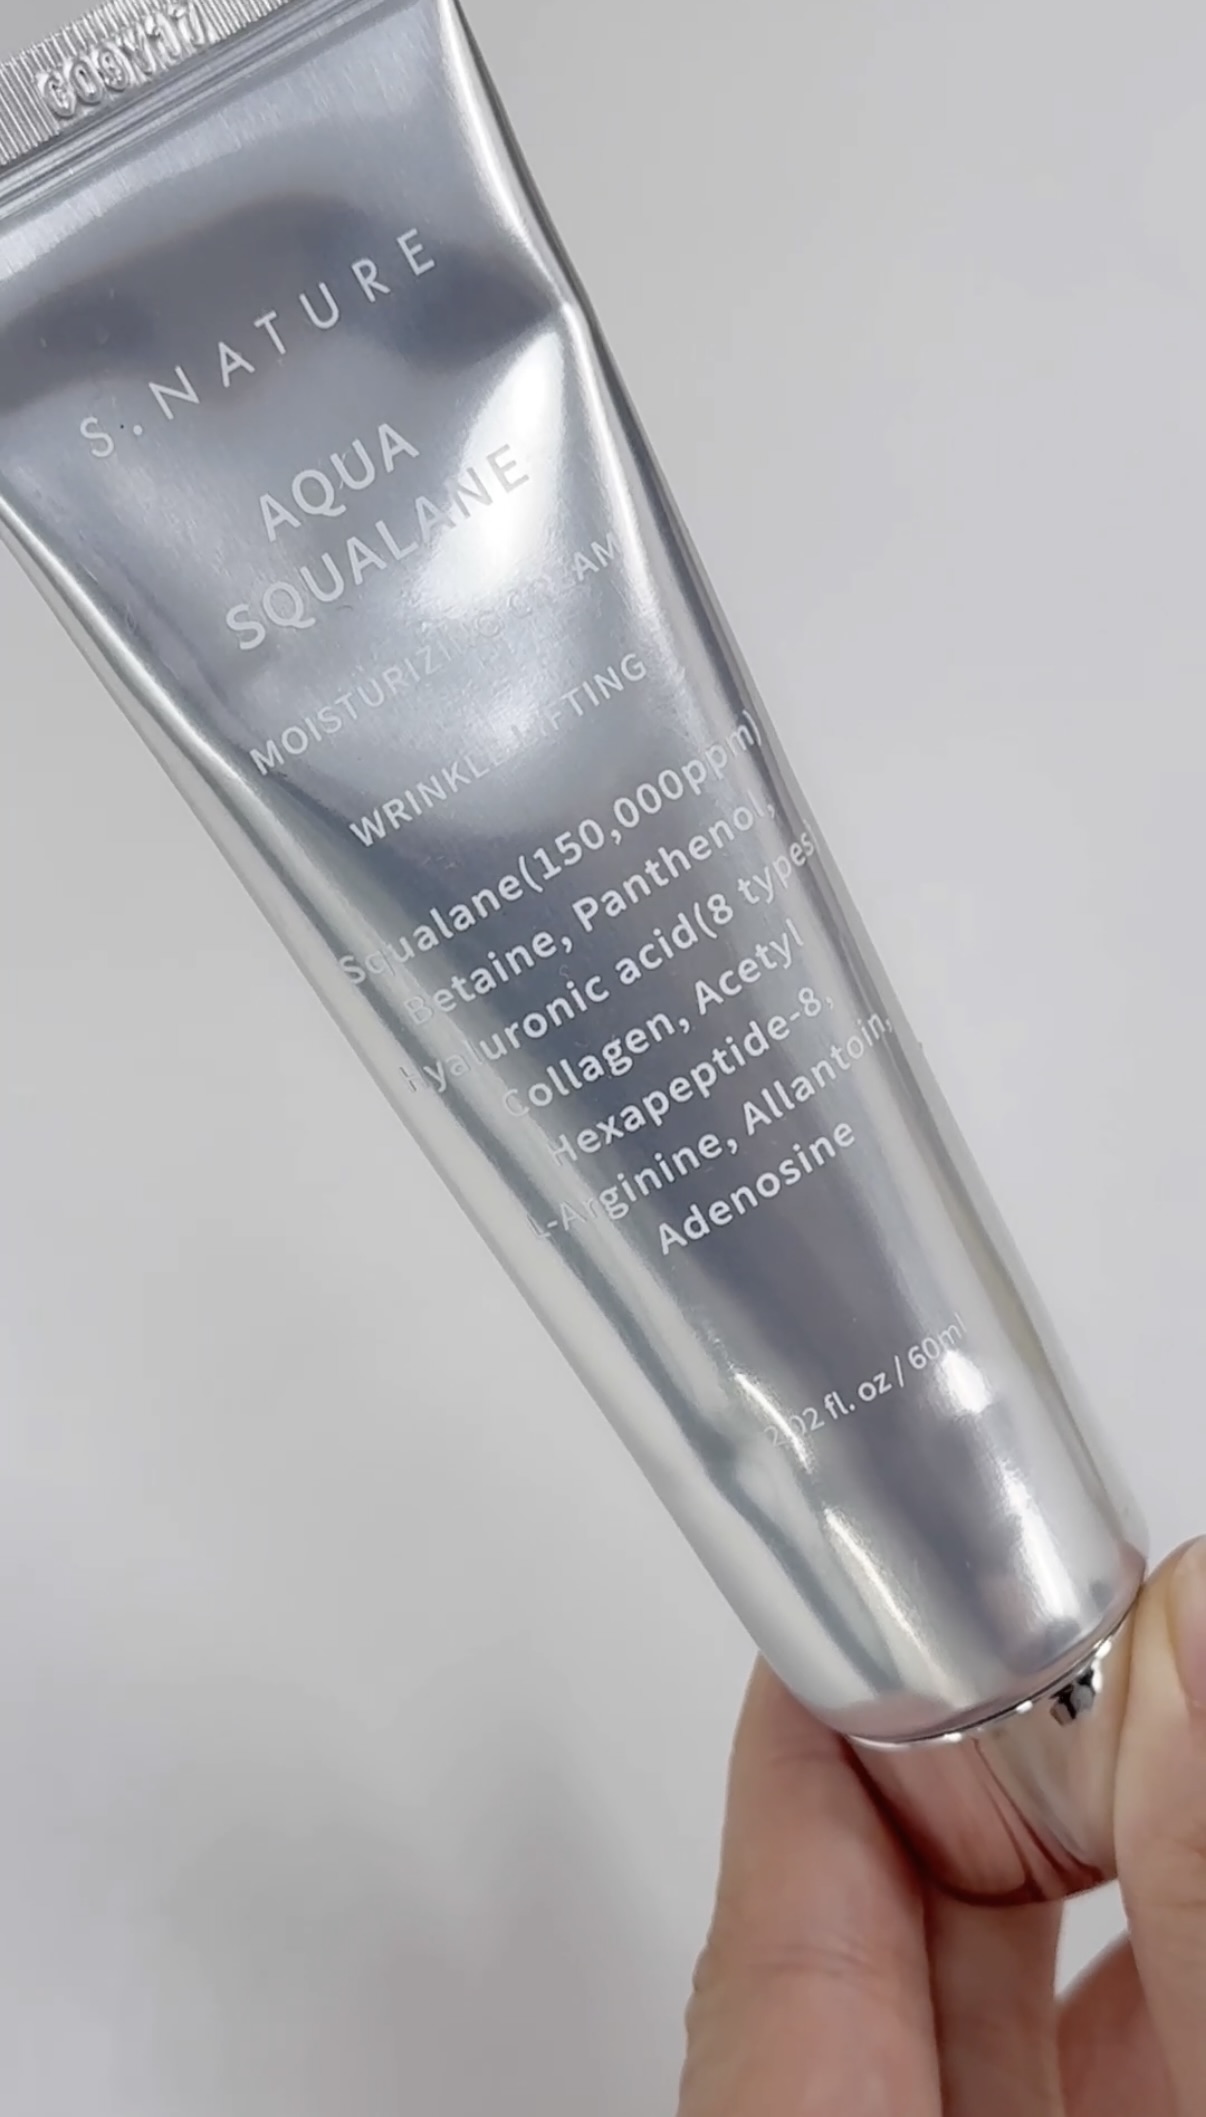 S.NATURE
AQUA
SQUALANE
MOISTURIZING CREAM
WRINKLE LIFTING
Squalane(150,000ppm)
Betaine, Panthenol,
Hyaluronic acid(8 types
Collagen, Acetyl
Hexapeptide-8,
L-Arginine, Allantoin,
Adenosine
2.02 fl. oz / 60ml